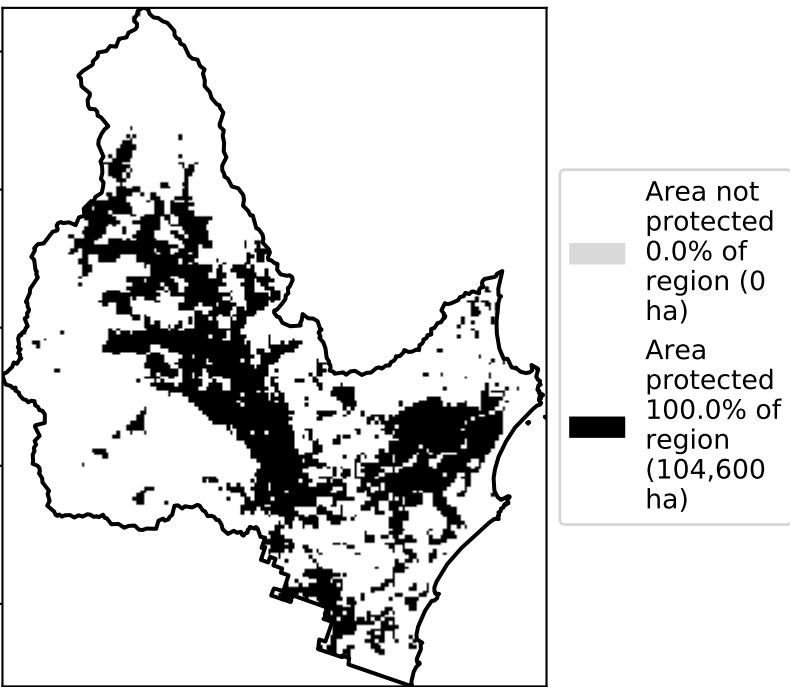 Area not
protected
0.0% of
region (0
ha)
Area
protected
100.0% of
region
(104,600
ha)